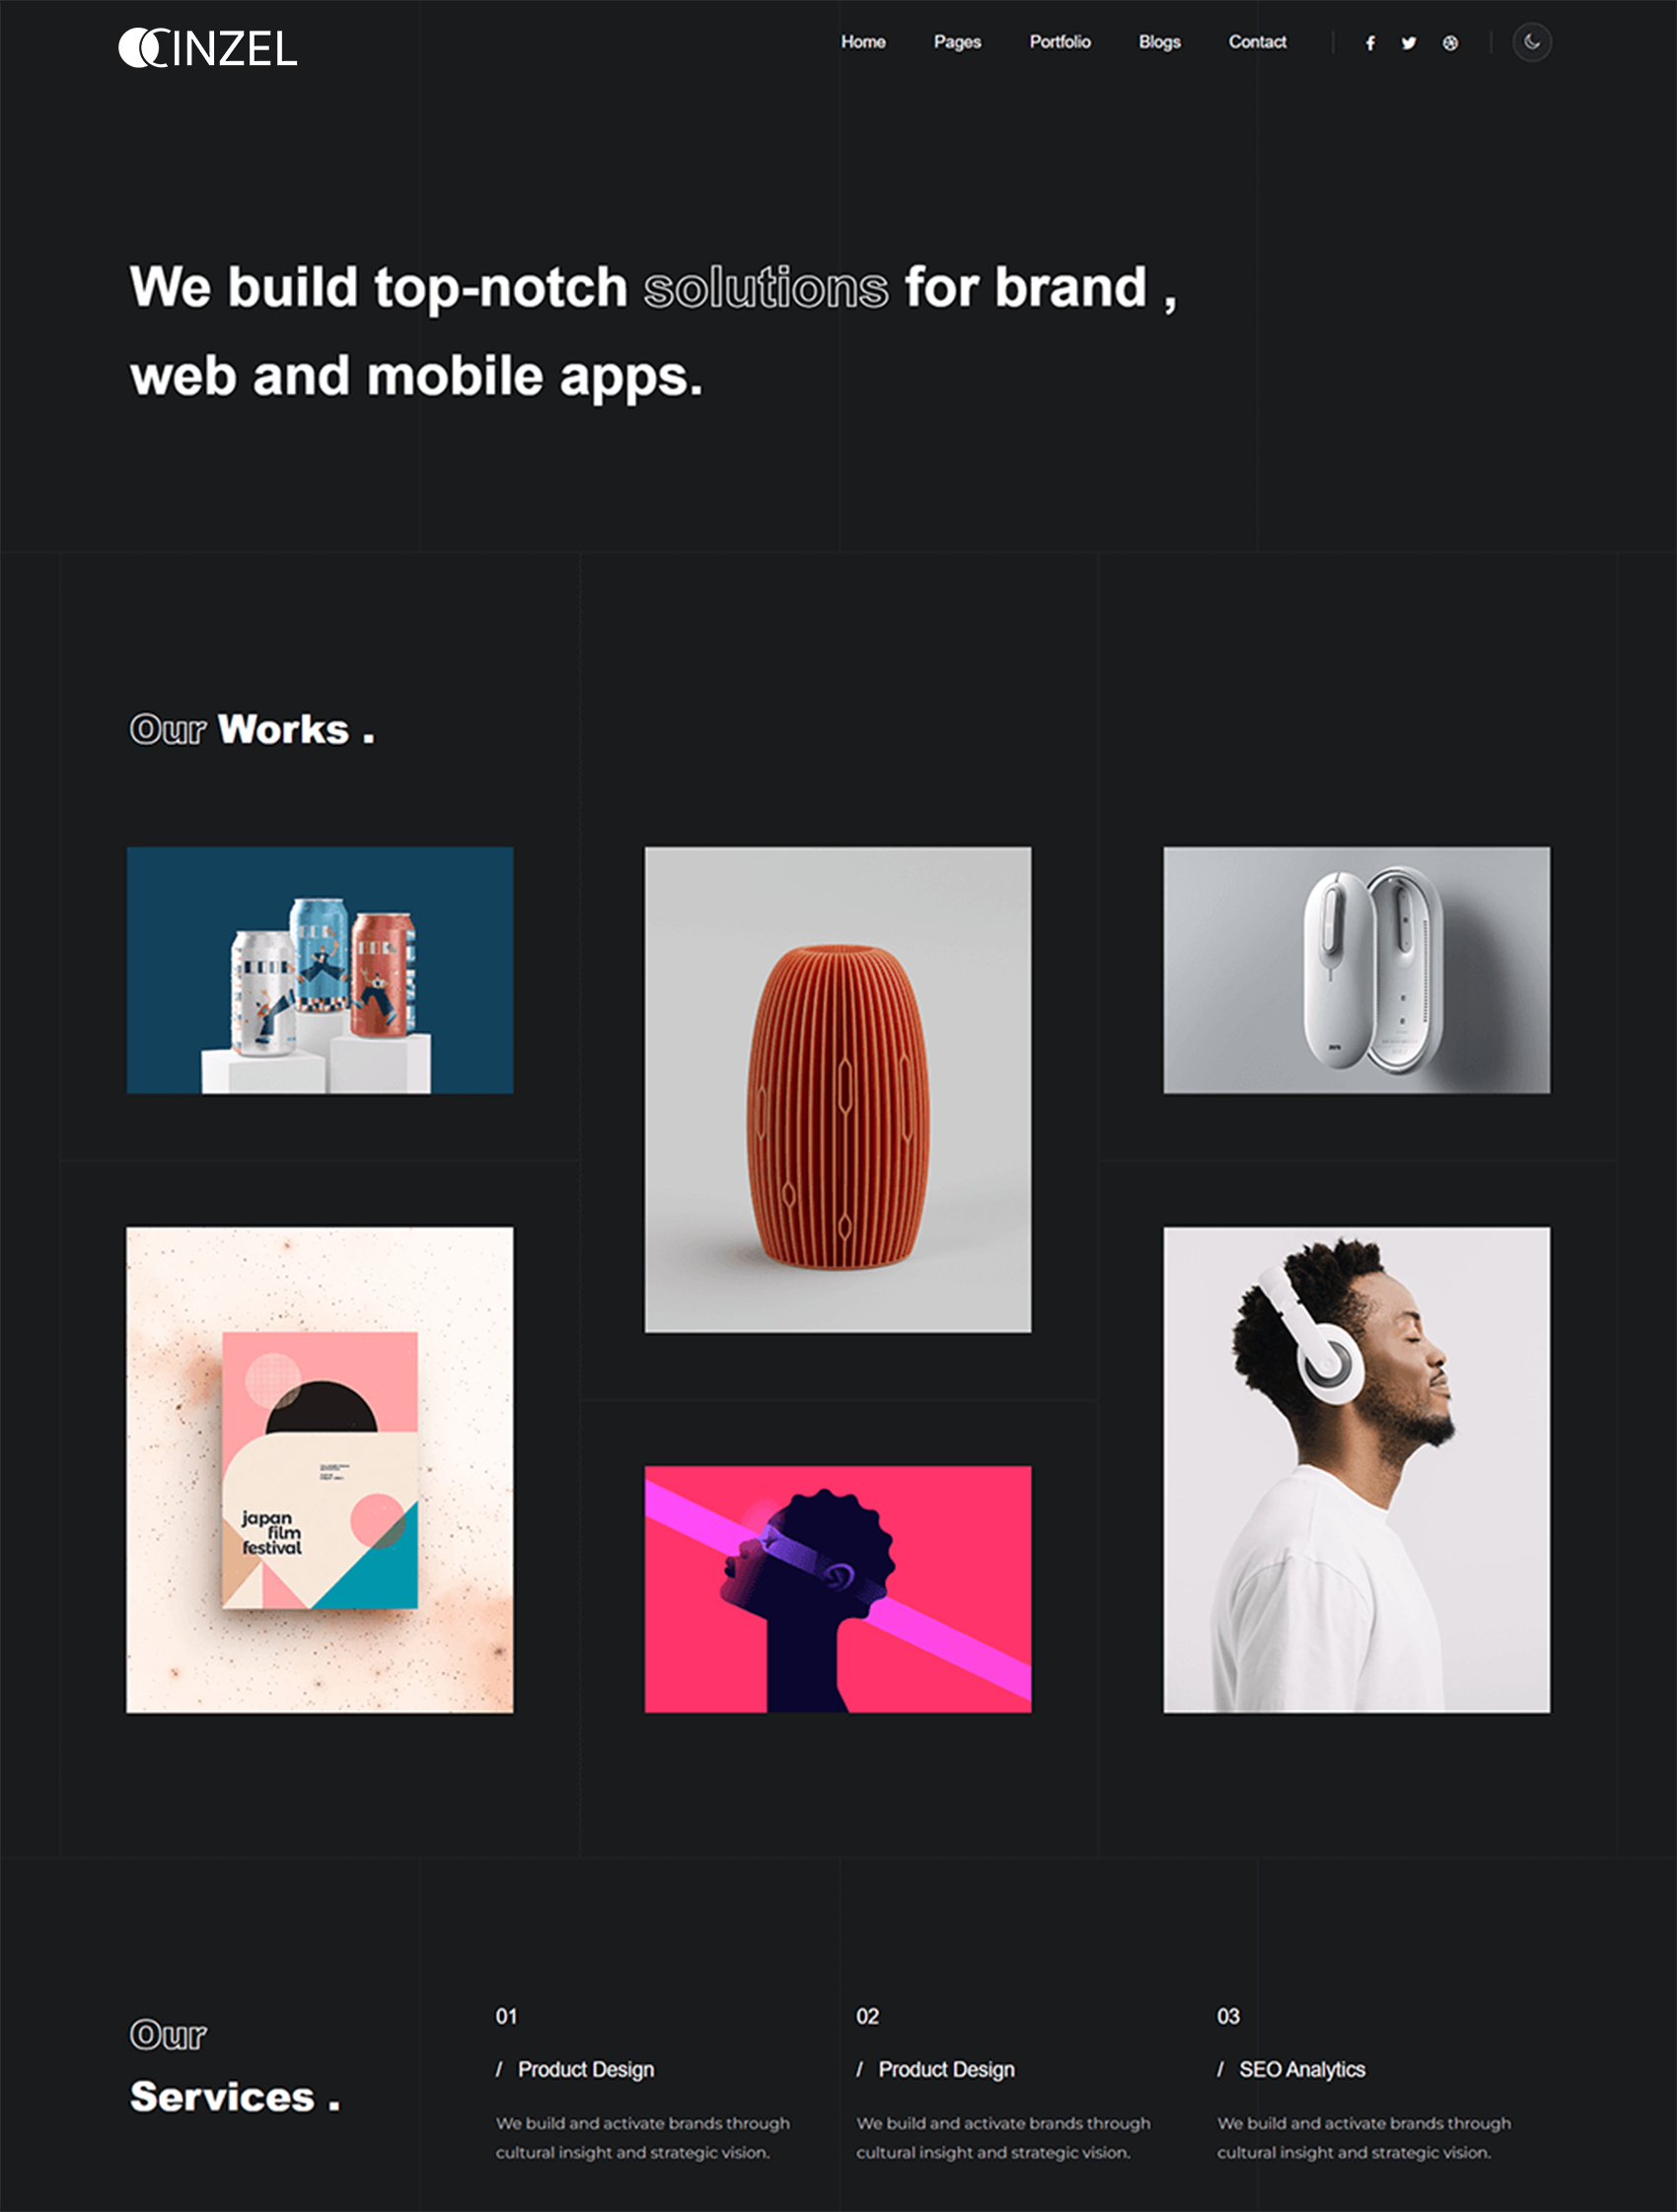 CINZEL
Home Pages Portfolio Blogs Contact
We build top-notch solutions for brand ,
web and mobile apps.
Our Works .
japan
film
festival
Our
Services .
01
/ Product Design
We build and activate brands through
cultural insight and strategic vision.
02
/ Product Design
We build and activate brands through
cultural insight and strategic vision.
03
/ SEO Analytics
We build and activate brands through
cultural insight and strategic vision.